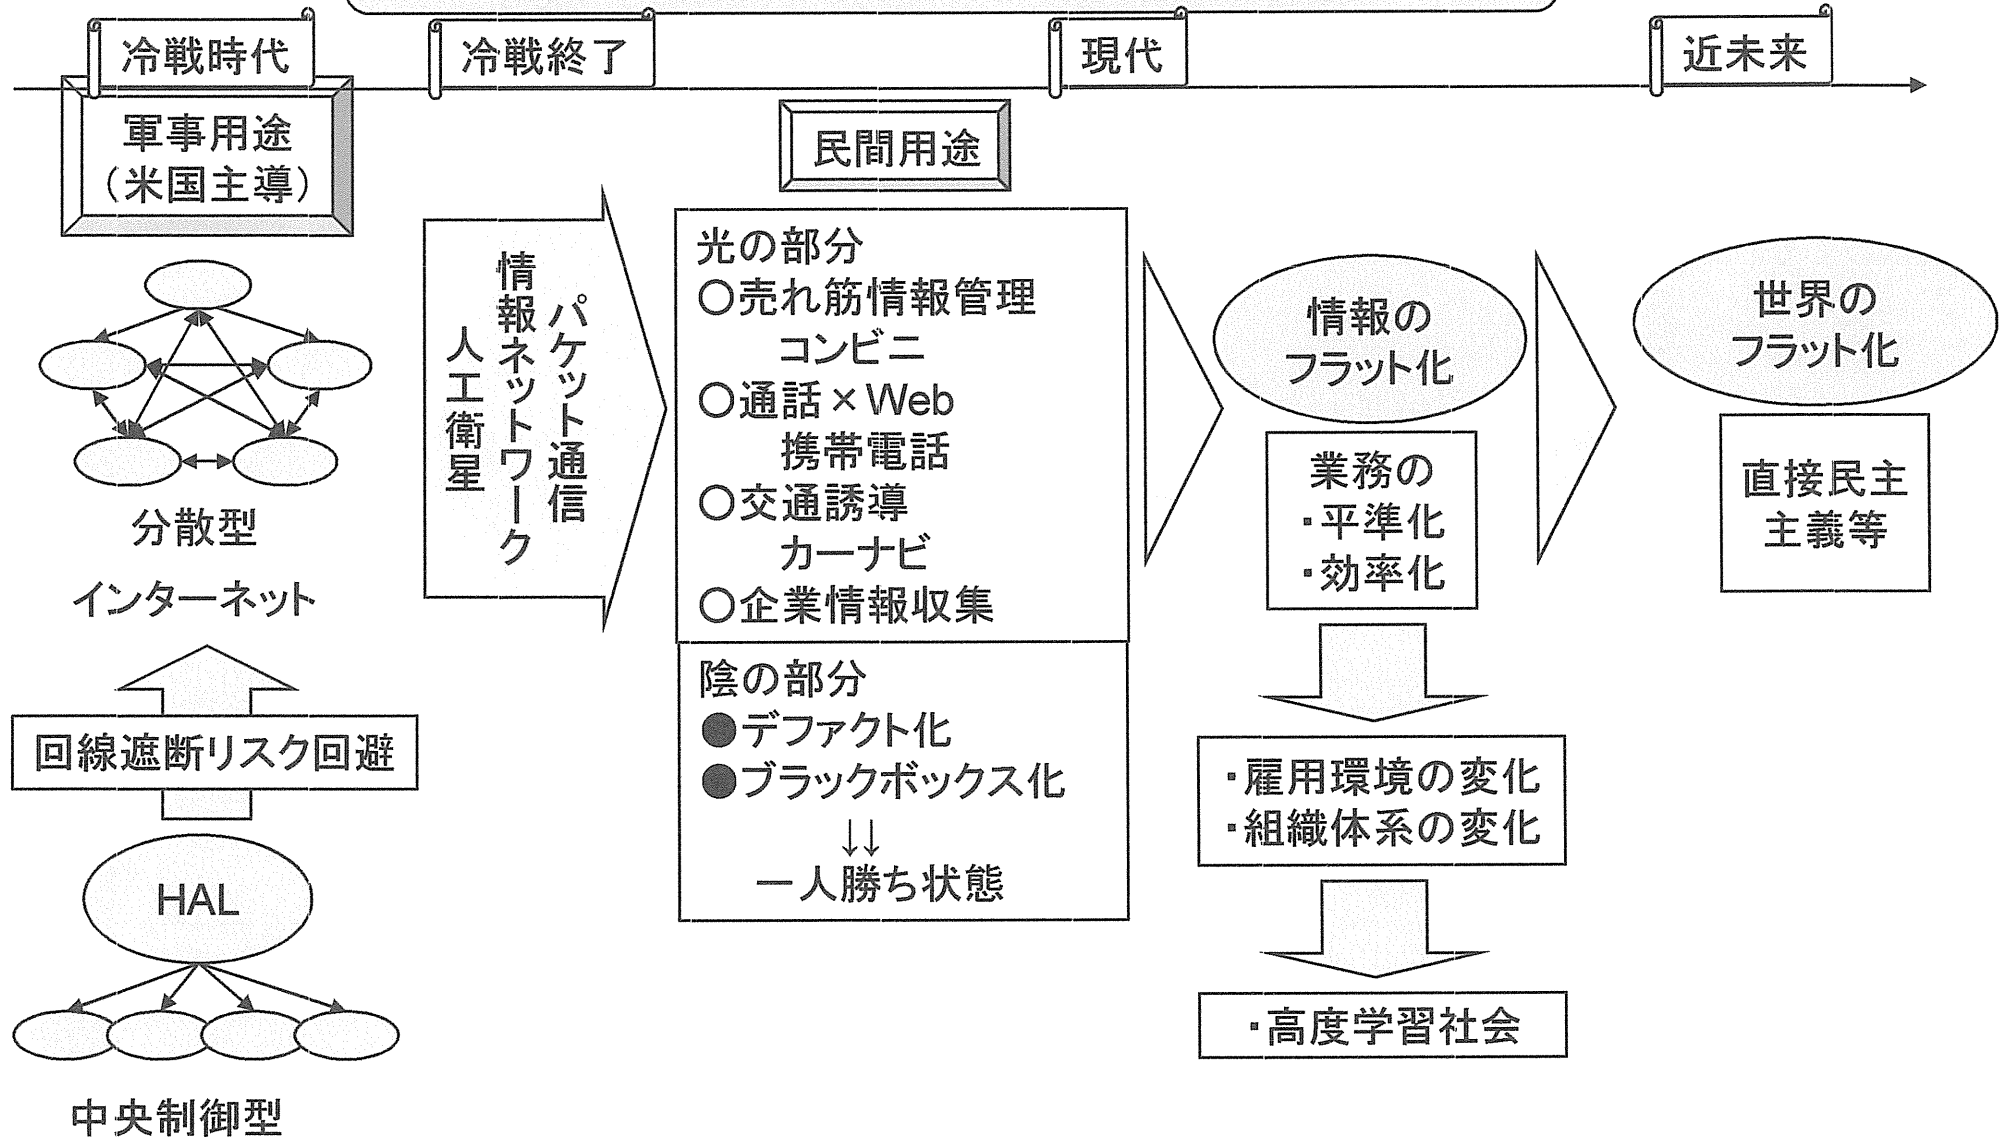 冷戦時代
冷戦終了
現代
近未来
軍事用途
(米国主導)
民間用途
分散型
インターネット
回線遮断リスク回避
HAL
中央制御型
パケット通信
情報ネットワーク
人工衛星
光の部分
○売れ筋情報管理
コンビニ
○通話×Web
携帯電話
○交通誘導
カーナビ
○企業情報収集
陰の部分
●デファクト化
●ブラックボックス化
↓↓
一人勝ち状態
情報の
フラット化
業務の
・平準化
・効率化
・雇用環境の変化
・組織体系の変化
・高度学習社会
世界の
フラット化
直接民主
主義等